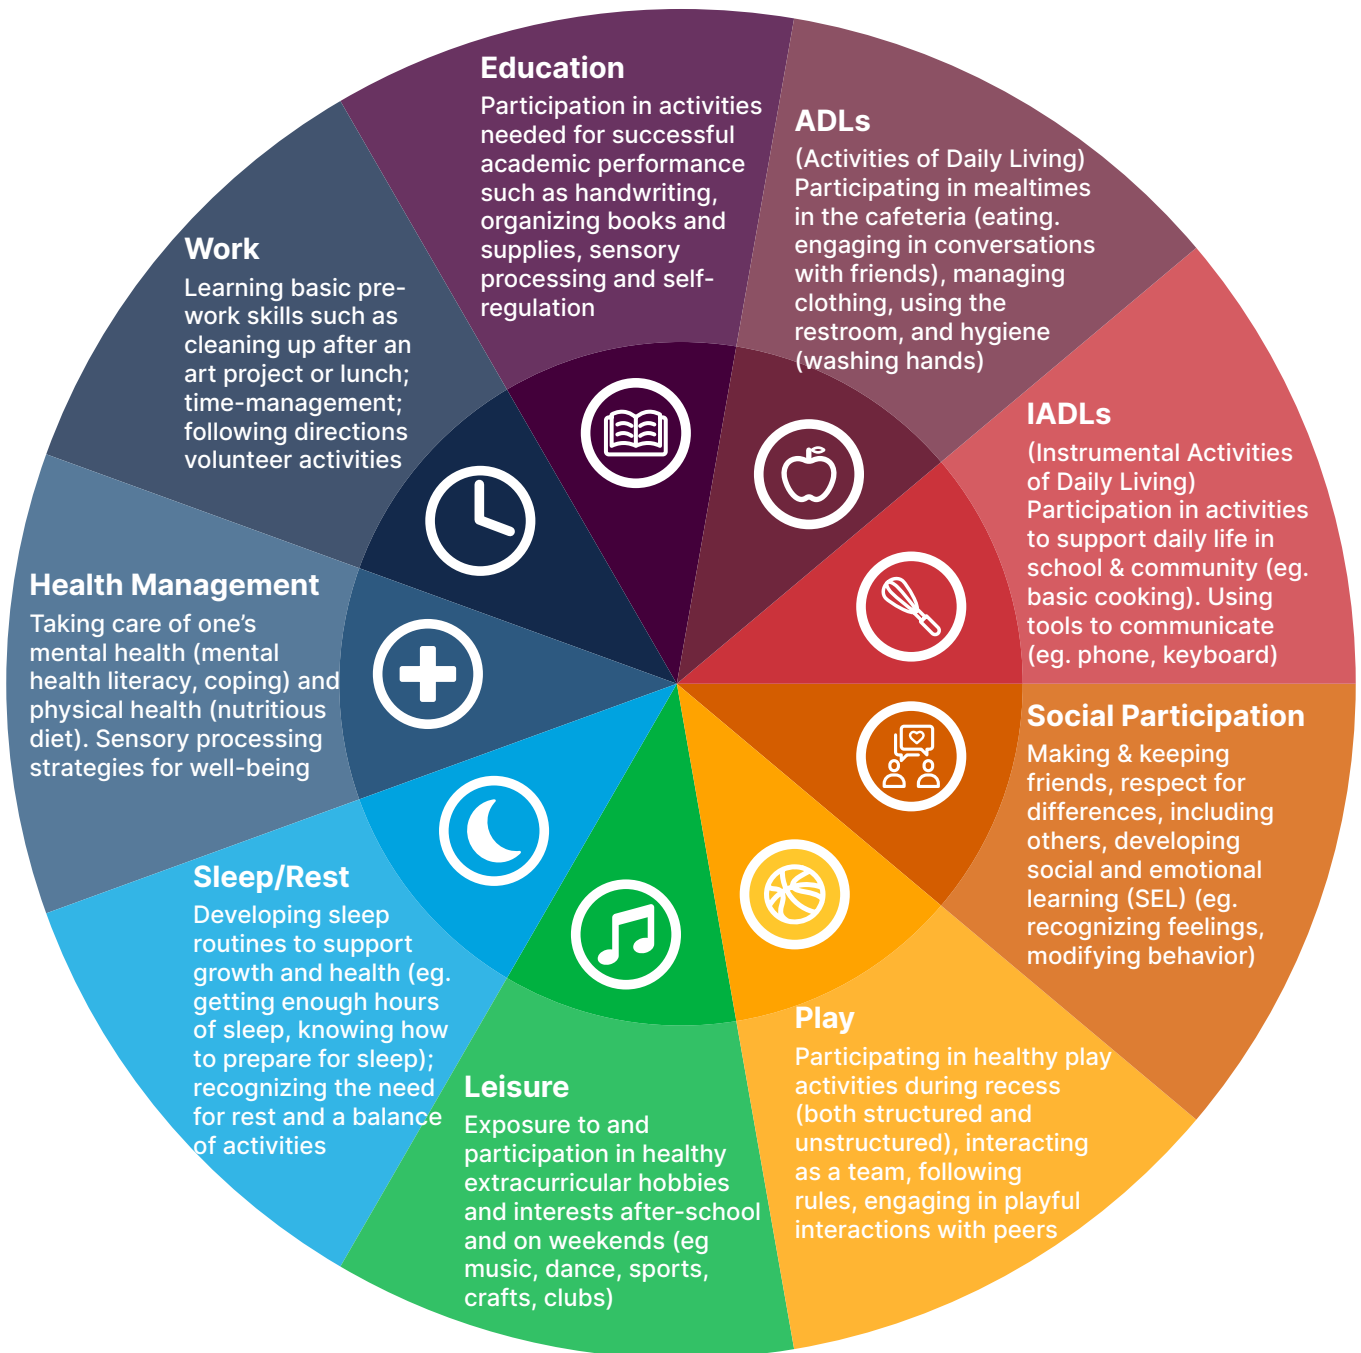 Education
Participation in activities
needed for successful
academic performance
such as handwriting,
organizing books and
supplies, sensory
processing and self-
regulation
ADLs
(Activities of Daily Living)
Participating in mealtimes
in the cafeteria (eating.
engaging in conversations
with friends), managing
clothing, using the
restroom, and hygiene
(washing hands)
IADLs
(Instrumental Activities
of Daily Living)
Participation in activities
to support daily life in
school & community (eg.
basic cooking). Using
tools to communicate
(eg. phone, keyboard)
Social Participation
Making & keeping
friends, respect for
differences, including
others, developing
social and emotional
learning (SEL) (eg.
recognizing feelings,
modifying behavior)
Play
Participating in healthy play
activities during recess
(both structured and
unstructured), interacting
as a team, following
rules, engaging in playful
interactions with peers
Leisure
Exposure to and
participation in healthy
extracurricular hobbies
and interests after-school
and on weekends (eg
music, dance, sports,
crafts, clubs)
Sleep/Rest
Developing sleep
routines to support
growth and health (eg.
getting enough hours
of sleep, knowing how
to prepare for sleep);
recognizing the need
for rest and a balance
of activities
Health Management
Taking care of one’s
mental health (mental
health literacy, coping) and
physical health (nutritious
diet). Sensory processing
strategies for well-being
Work
Learning basic pre-
work skills such as
cleaning up after an
art project or lunch;
time-management;
following directions
volunteer activities